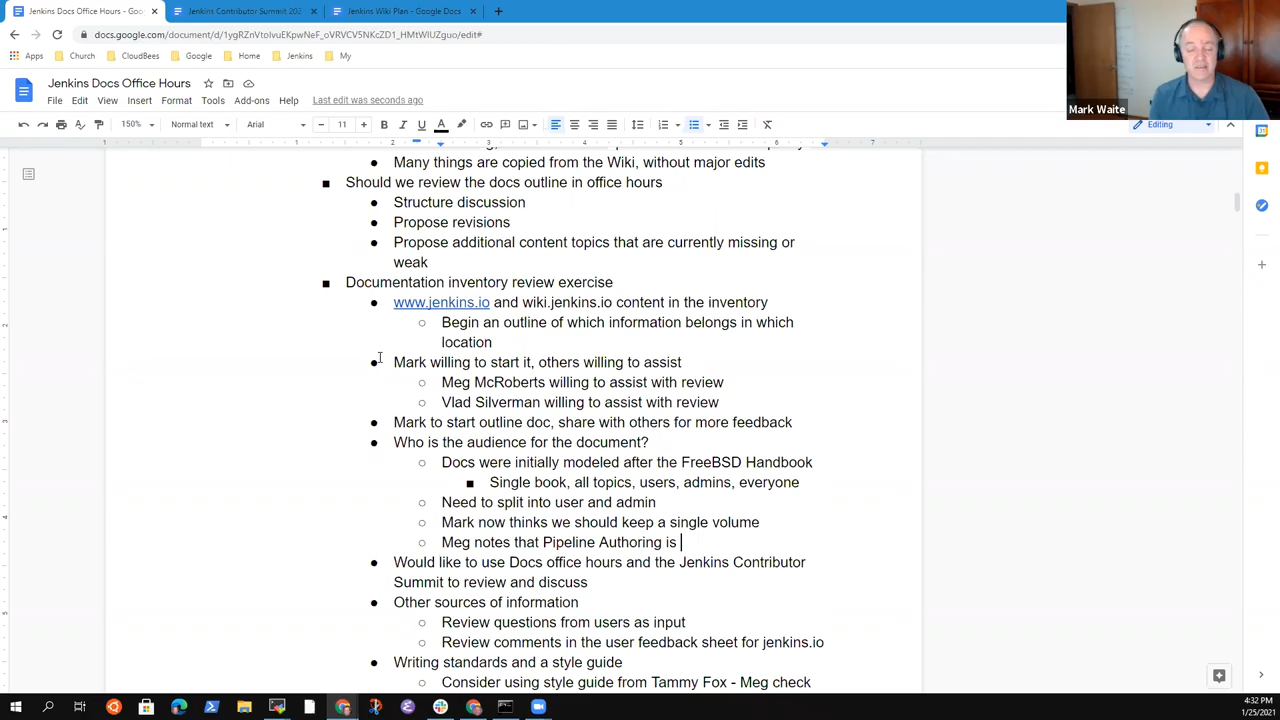 Jenkins Docs Office Hours - Goo
Jenkins Contributor Summit 202
Jenkins Wiki Plan - Google Docs
docs.google.com/document/d/1ygRZnVtoIvuEKpwNeF_oVRVCV5NKcZD1_HMtWIUZguo/edit#
Apps Church CloudBees Google Home Jenkins My
Jenkins Docs Office Hours
File Edit View Insert Format Tools Add-ons Help Last edit was seconds ago
Mark Waite
150% Normal text Arial 11 Editing
1 1 2 3 4 5 6 7
Many things are copied from the Wiki, without major edits
Should we review the docs outline in office hours
Structure discussion
Propose revisions
Propose additional content topics that are currently missing or
weak
Documentation inventory review exercise
www.jenkins.io and wiki.jenkins.io content in the inventory
Begin an outline of which information belongs in which
location
Mark willing to start it, others willing to assist
Meg McRoberts willing to assist with review
Vlad Silverman willing to assist with review
Mark to start outline doc, share with others for more feedback
Who is the audience for the document?
Docs were initially modeled after the FreeBSD Handbook
Single book, all topics, users, admins, everyone
Need to split into user and admin
Mark now thinks we should keep a single volume
Meg notes that Pipeline Authoring is
Would like to use Docs office hours and the Jenkins Contributor
Summit to review and discuss
Other sources of information
Review questions from users as input
Review comments in the user feedback sheet for jenkins.io
Writing standards and a style guide
Consider using style guide from Tammy Fox - Meg check
4:32 PM
1/25/2021